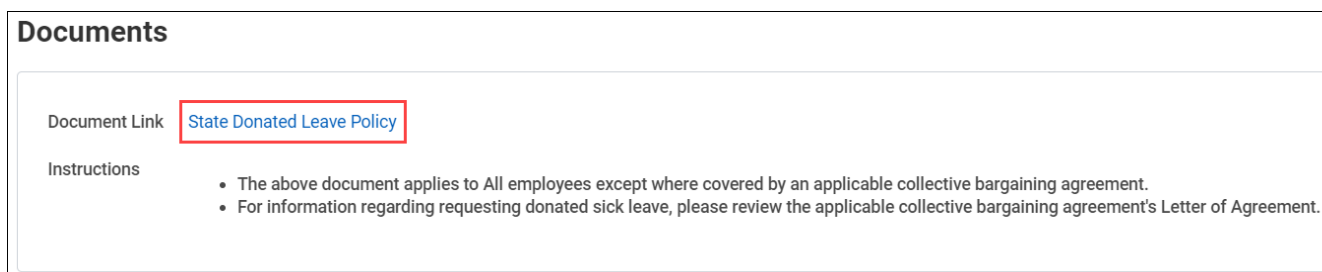 Documents
Document Link State Donated Leave Policy
Instructions
• The above document applies to All employees except where covered by an applicable collective bargaining agreement.
• For information regarding requesting donated sick leave, please review the applicable collective bargaining agreement's Letter of Agreement.